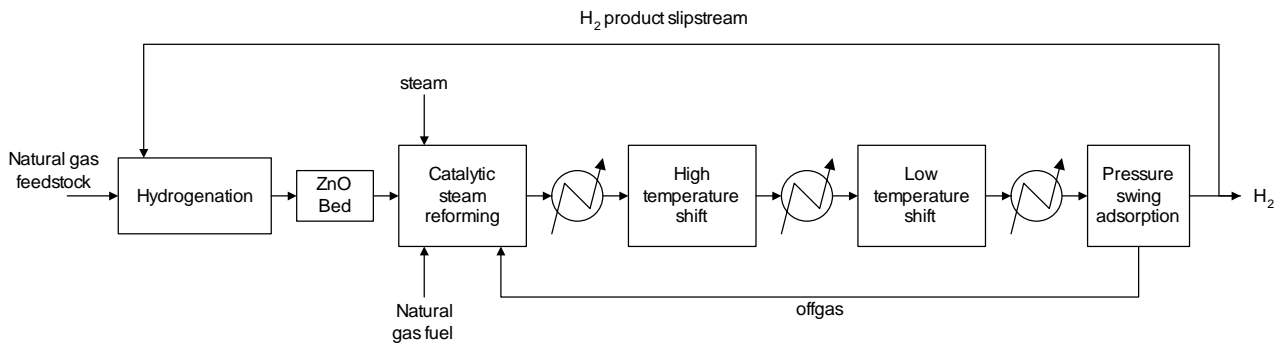 H2 product slipstream
steam
Natural gas
feedstock
Hydrogenation
ZnO
Bed
Catalytic
steam
reforming
High
temperature
shift
Low
temperature
shift
Pressure
swing
adsorption
H2
Natural
gas fuel
offgas